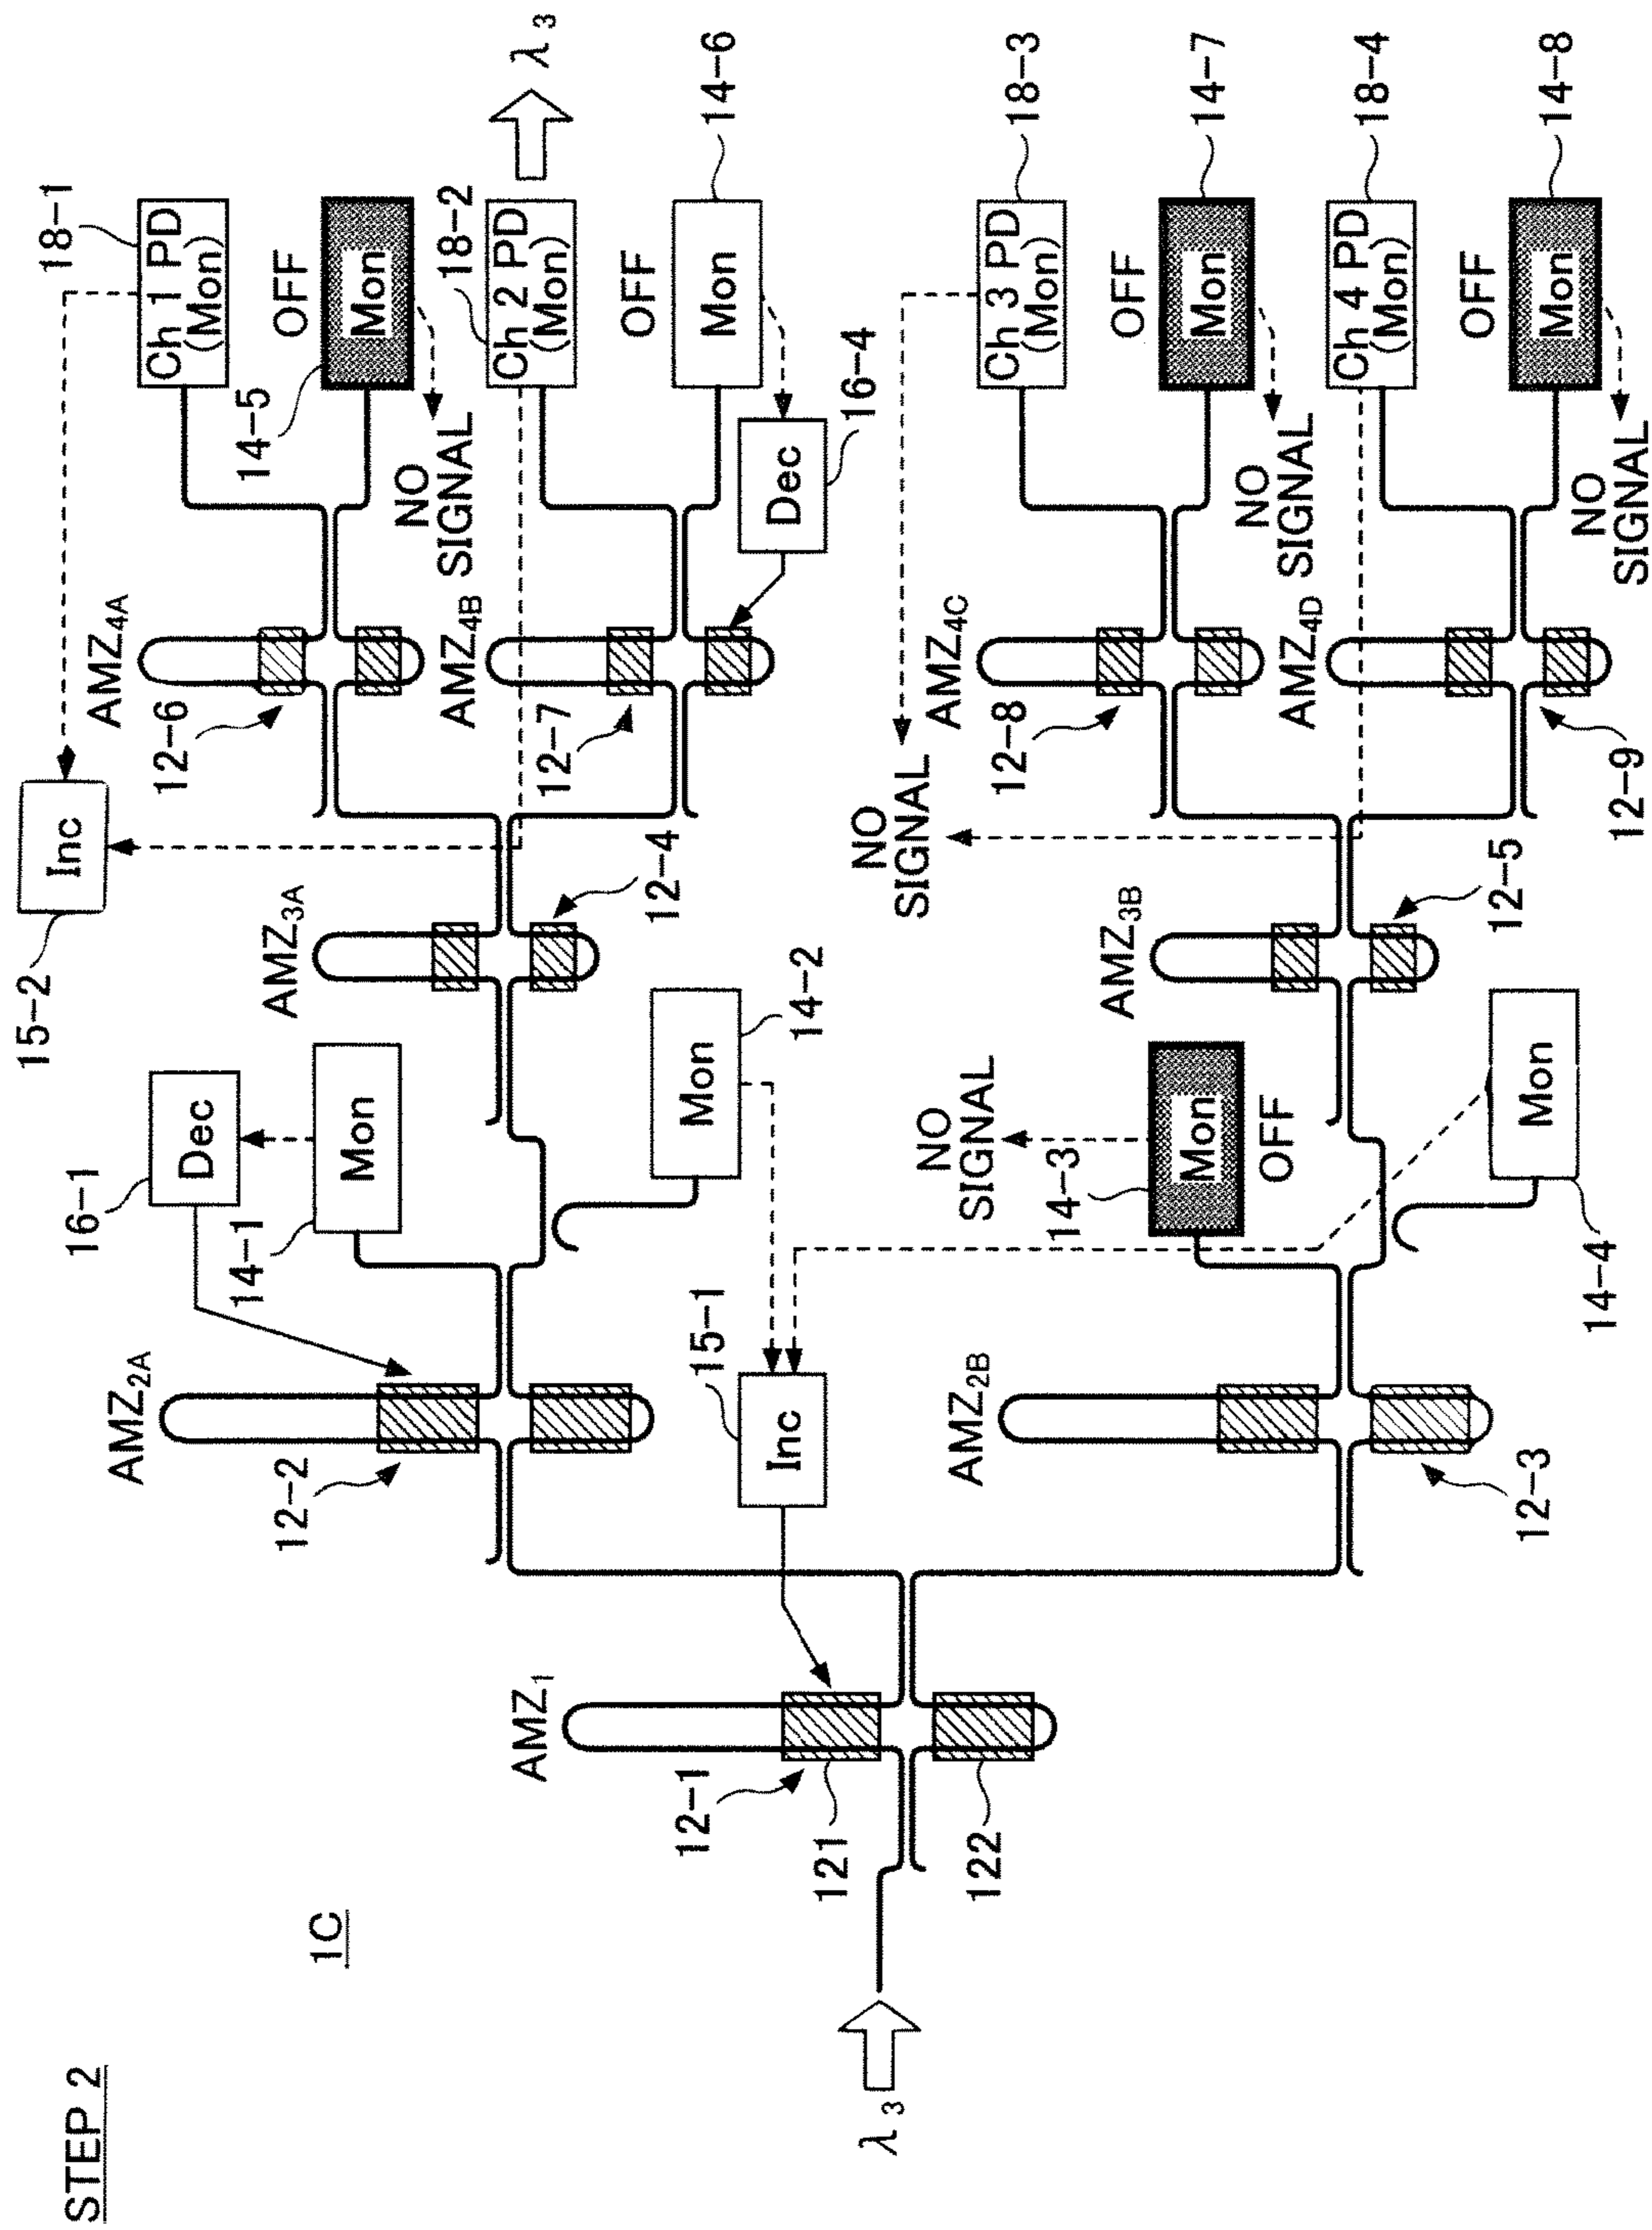 STEP 2
1C
λ3
AMZ1
12-1
121
122
15-1
Inc
AMZ2A
12-2
16-1
Dec
14-1
Mon
14-2
Mon
AMZ2B
12-3
NO
SIGNAL
14-3
Mon
OFF
14-4
Mon
15-2
Inc
AMZ3A
12-4
AMZ3B
12-5
NO
SIGNAL
AMZ4A
12-6
AMZ4B
12-7
AMZ4C
12-8
AMZ4D
12-9
18-1
Ch 1 PD
(Mon)
OFF
14-5
Mon
NO
SIGNAL
Ch 2 PD
(Mon)
18-2
λ3
OFF
Mon
14-6
Dec
16-4
Ch 3 PD
(Mon)
18-3
OFF
Mon
14-7
NO
SIGNAL
Ch 4 PD
(Mon)
18-4
OFF
Mon
14-8
NO
SIGNAL